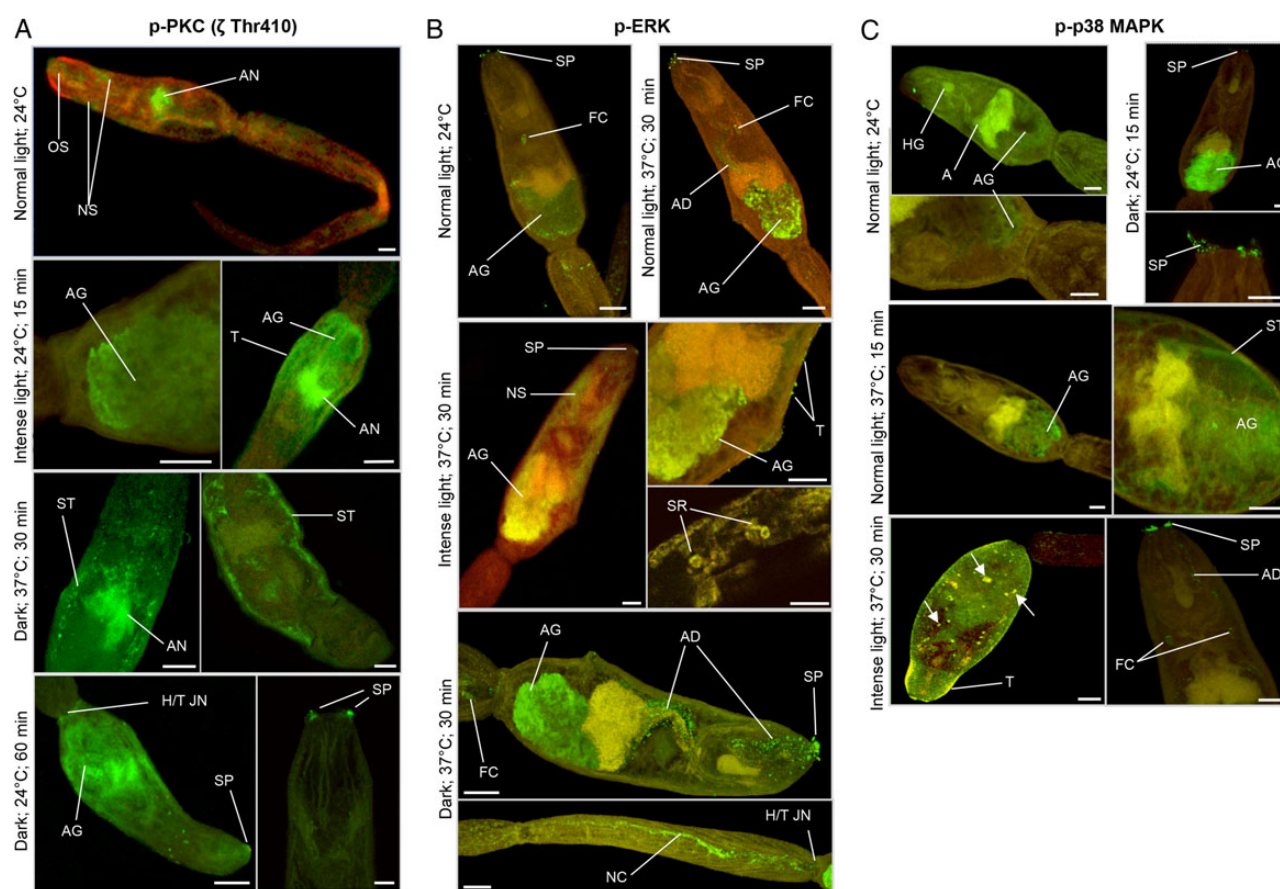 A
p-PKC (ζ Thr410)
Normal light; 24°C
AN
OS
NS
Intense light; 24°C; 15 min
AG
AG
T
AN
Dark; 37°C; 30 min
ST
ST
AN
Dark; 24°C; 60 min
H/T JN
SP
AG
SP
B
p-ERK
Normal light; 24°C
SP
FC
AG
Normal light; 37°C; 30 min
SP
FC
AD
AG
Intense light; 37°C; 30 min
SP
NS
AG
T
AG
SR
Dark; 37°C; 30 min
AG
AD
SP
FC
H/T JN
NC
C
p-p38 MAPK
Normal light; 24°C
HG
A
AG
Dark; 24°C; 15 min
SP
AG
SP
Normal light; 37°C; 15 min
AG
ST
AG
Intense light; 37°C; 30 min
T
SP
AD
FC